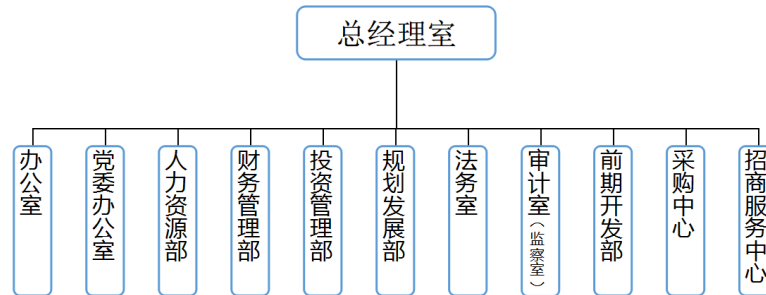 总经理室
办公室
党委办公室
人力资源部
财务管理部
投资管理部
规划发展部
法务室
审计室（监察室）
前期开发部
采购中心
招商服务中心